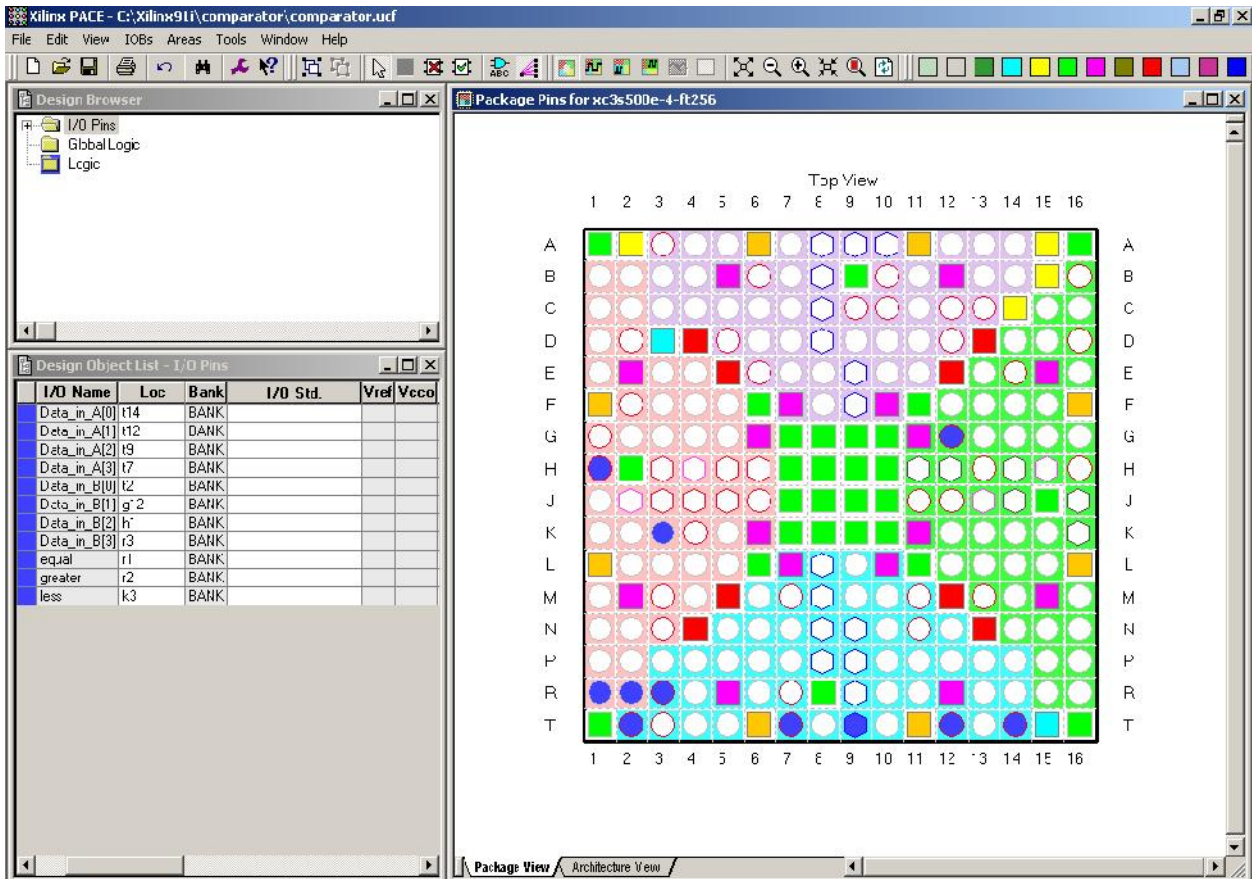 Xilinx PACE - C:\Xilinx91i\comparator\comparator.ucf
File Edit View IOBs Areas Tools Window Help
ABC
Design Browser
I/O Pins
Global Logic
Logic
Design Object List - I/O Pins
I/O Name Loc Bank I/O Std. Vref Vcco
Data_in_A[0] t14 BANK
Data_in_A[1] t12 BANK
Data_in_A[2] t9 BANK
Data_in_A[3] t7 BANK
Data_in_B[0] t2 BANK
Data_in_B[1] g12 BANK
Data_in_B[2] h1 BANK
Data_in_B[3] r3 BANK
equal r1 BANK
greater r2 BANK
less k3 BANK
Package Pins for xc3s500e-4-ft256
Top View
1 2 3 4 5 6 7 8 9 10 11 12 13 14 15 16
A A
B B
C C
D D
E E
F F
G G
H H
J J
K K
L L
M M
N N
P P
R R
T T
1 2 3 4 5 6 7 8 9 10 11 12 13 14 15 16
Package View Architecture View